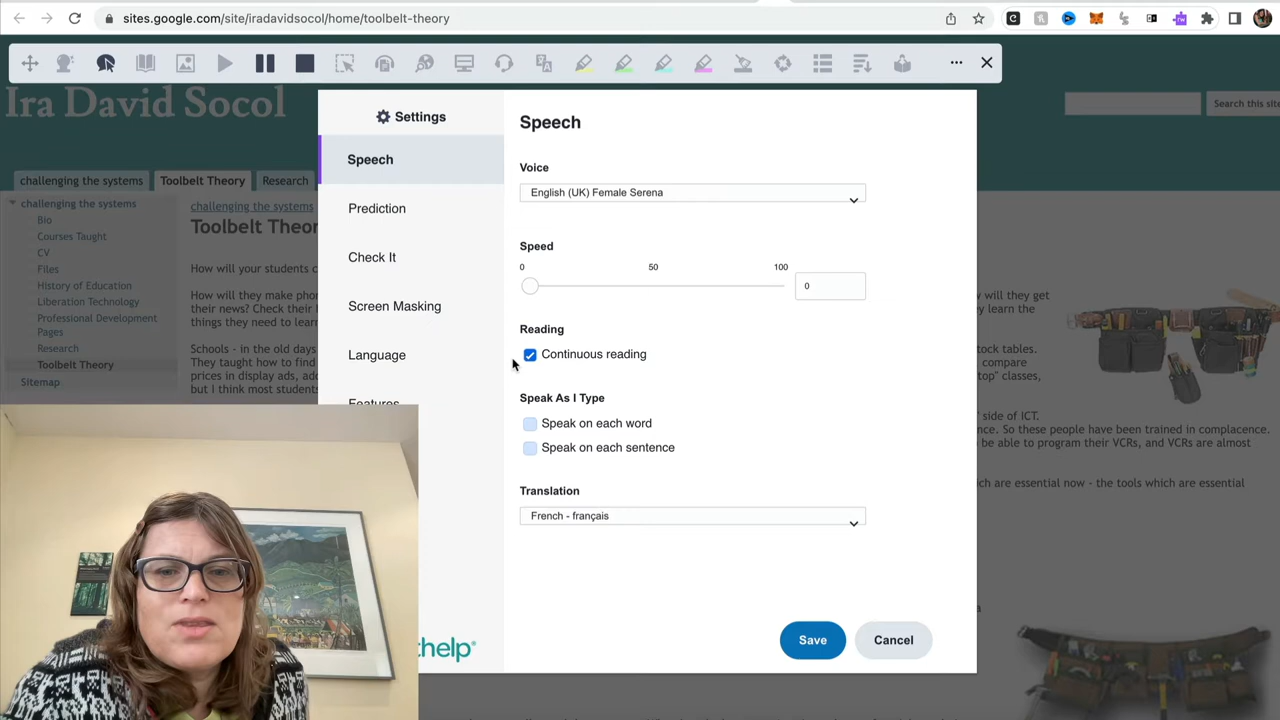 sites.google.com/site/iradavidsocol/home/toolbelt-theory
Ira David Socol
Search this site
challenging the systems
Toolbelt Theory
Research
challenging the systems
Bio
Courses Taught
CV
Files
History of Education
Liberation Technology
Professional Development
Pages
Research
Toolbelt Theory
Sitemap
challenging the systems
Toolbelt Theor
How will your students c
How will they make pho
their news? Check their
things they need to learn
Schools - in the old days
They taught how to find
prices in display ads, add
but I think most students
Settings
Speech
Prediction
Check It
Screen Masking
Language
Features
help®
Speech
Voice
English (UK) Female Serena
Speed
0 50 100
0
Reading
Continuous reading
Speak As I Type
Speak on each word
Speak on each sentence
Translation
French - français
Save
Cancel
w will they get
e learn the
tock tables.
compare
top" classes,
side of ICT.
nce. So these people have been trained in complacence.
be able to program their VCRs, and VCRs are almost
ich are essential now - the tools which are essential